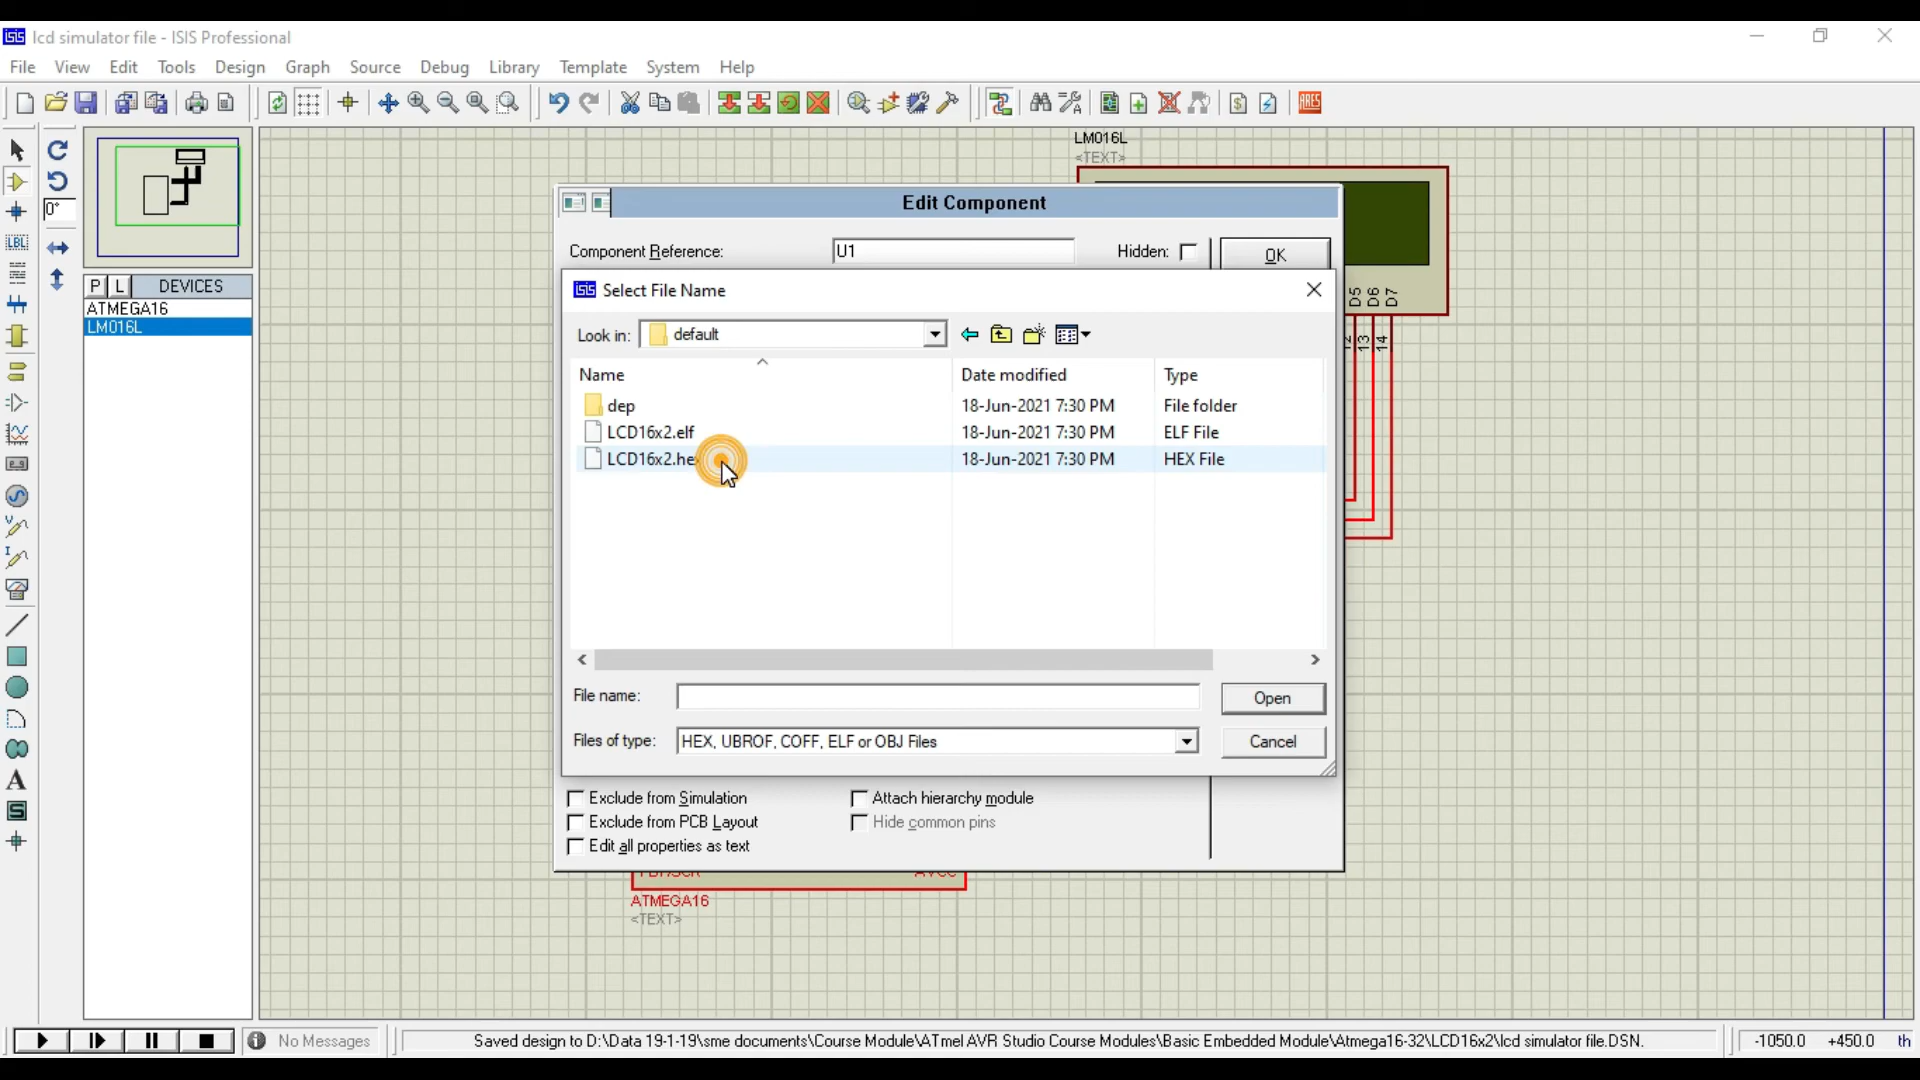 lcd simulator file - ISIS Professional
File View Edit Tools Design Graph Source Debug Library Template System Help
LM016L
<TEXT>
Edit Component
0°
Component Reference: U1 Hidden: OK
LBL
P L DEVICES
ATMEGA16
LM016L
Select File Name
D5 D6 D7
Look in: default
13 14
Name Date modified Type
dep 18-Jun-2021 7:30 PM File folder
LCD16x2.elf 18-Jun-2021 7:30 PM ELF File
LCD16x2.he 18-Jun-2021 7:30 PM HEX File
File name: Open
Files of type: HEX, UBROF, COFF, ELF or OBJ Files Cancel
Exclude from Simulation Attach hierarchy module
Exclude from PCB Layout Hide common pins
Edit all properties as text
ATMEGA16
<TEXT>
No Messages Saved design to D:\Data 19-1-19\sme documents\Course Module\ATmel AVR Studio Course Modules\Basic Embedded Module\Atmega16-32\LCD16x2\lcd simulator file.DSN. -1050.0 +450.0 th